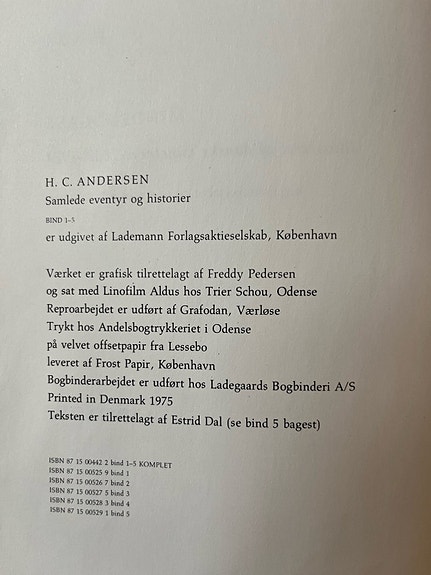 H. C. ANDERSEN
Samlede eventyr og historier
BIND 1–5
er udgivet af Lademann Forlagsaktieselskab, København
Værket er grafisk tilrettelagt af Freddy Pedersen
og sat med Linofilm Aldus hos Trier Schou, Odense
Reproarbejdet er udført af Grafodan, Værløse
Trykt hos Andelsbogtrykkeriet i Odense
på velvet offsetpapir fra Lessebo
leveret af Frost Papir, København
Bogbinderarbejdet er udført hos Ladegaards Bogbinderi A/S
Printed in Denmark 1975
Teksten er tilrettelagt af Estrid Dal (se bind 5 bagest)
ISBN 87 15 00442 2 bind 1–5 KOMPLET
ISBN 87 15 00525 9 bind 1
ISBN 87 15 00526 7 bind 2
ISBN 87 15 00527 5 bind 3
ISBN 87 15 00528 3 bind 4
ISBN 87 15 00529 1 bind 5